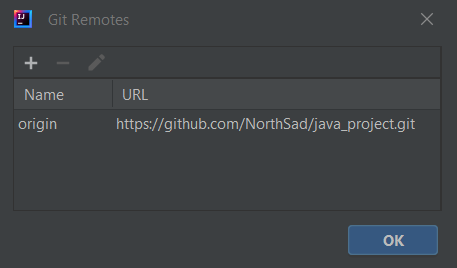 Git Remotes
Name URL
origin https://github.com/NorthSad/java_project.git
OK